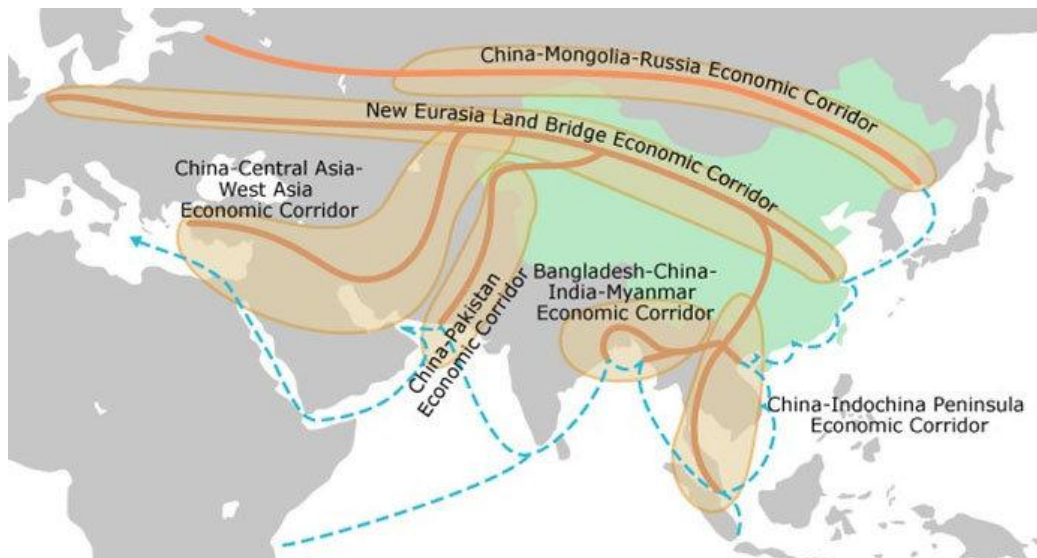 China-Mongolia-Russia Economic Corridor
New Eurasia Land Bridge Economic Corridor
China-Central Asia-
West Asia
Economic Corridor
Bangladesh-China-
India-Myanmar
Economic Corridor
China-Pakistan
Economic Corridor
China-Indochina Peninsula
Economic Corridor